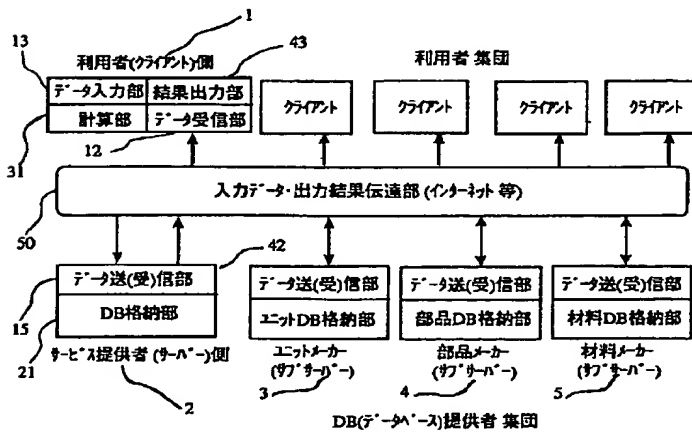 1
13
利用者(クライアント)側
43
利用者 集団
データ入力部
結果出力部
計算部
データ受信部
クライアント
クライアント
クライアント
クライアント
31
12
入力データ・出力結果伝達部 (インターネット 等)
50
42
データ送(受)信部
データ送(受)信部
データ送(受)信部
データ送(受)信部
15
DB格納部
ユニットDB格納部
部品DB格納部
材料DB格納部
21
サービス提供者 (サーバー)側
ユニットメーカー
(サブサーバー)
部品メーカー
(サブサーバー)
材料メーカー
(サブサーバー)
2
3
4
5
DB(データベース)提供者 集団